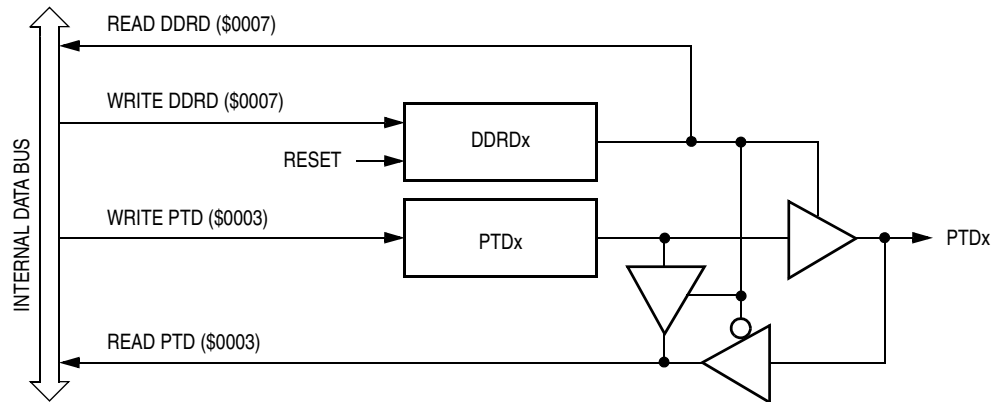 READ DDRD ($0007)
WRITE DDRD ($0007)
DDRDx
RESET
WRITE PTD ($0003)
PTDx
PTDx
READ PTD ($0003)
INTERNAL DATA BUS